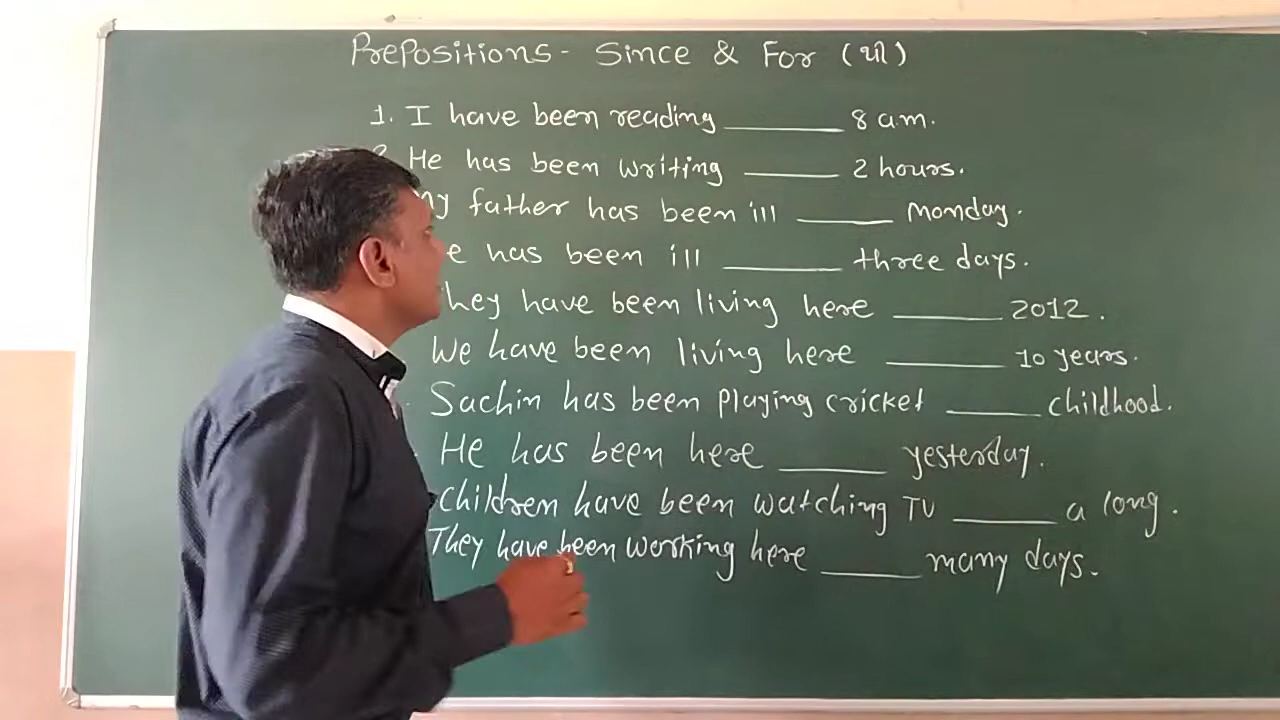 Prepositions - Since & For (થી)
1. I have been reading ______ 8 a.m.
2. He has been writing ______ 2 hours.
My father has been ill ______ Monday.
e has been ill ______ three days.
They have been living here ______ 2012.
We have been living here ______ 10 years.
Sachin has been playing cricket ______ childhood.
He has been here ______ yesterday.
Children have been watching TV ______ a long.
They have been working here ______ many days.